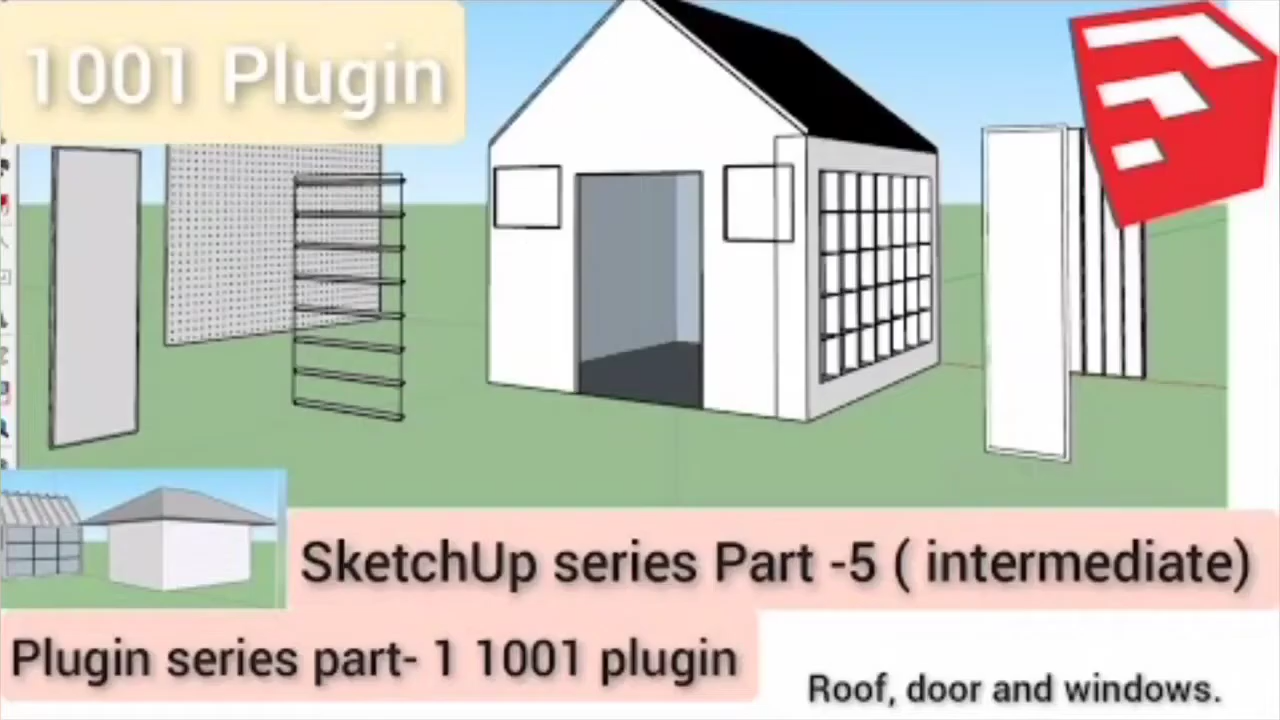 1001 Plugin
SketchUp series Part -5 ( intermediate)
Plugin series part- 1 1001 plugin
Roof, door and windows.